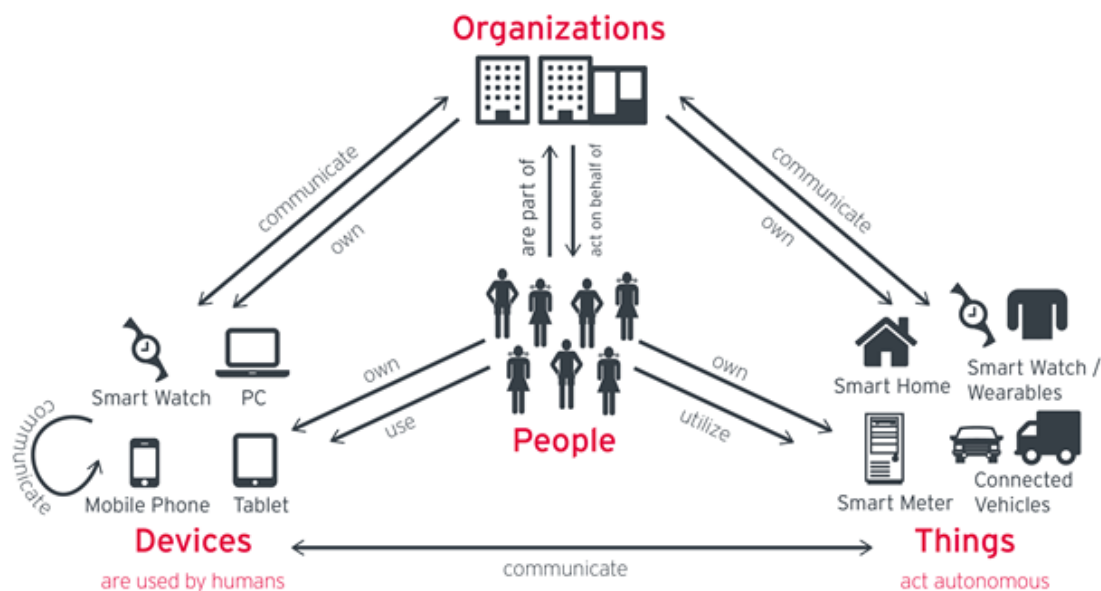 Organizations
communicate
own
are part of
act on behalf of
communicate
own
Smart Watch
PC
own
use
People
own
utilize
Smart Home
Smart Watch /
Wearables
communicate
Mobile Phone
Tablet
Smart Meter
Connected
Vehicles
Devices
are used by humans
communicate
Things
act autonomous